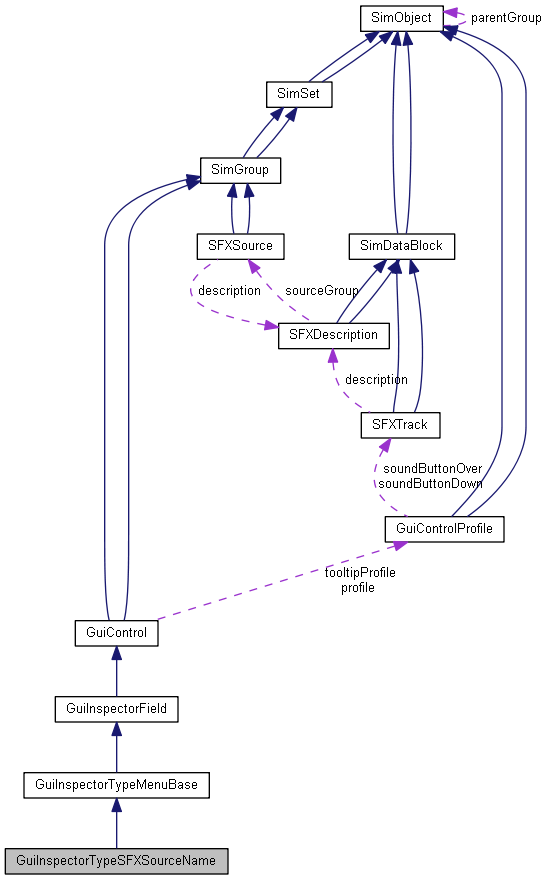 SimObject
parentGroup
SimSet
SimGroup
SFXSource
SimDataBlock
description
sourceGroup
SFXDescription
description
SFXTrack
soundButtonOver
soundButtonDown
GuiControlProfile
tooltipProfile
profile
GuiControl
GuiInspectorField
GuiInspectorTypeMenuBase
GuiInspectorTypeSFXSourceName